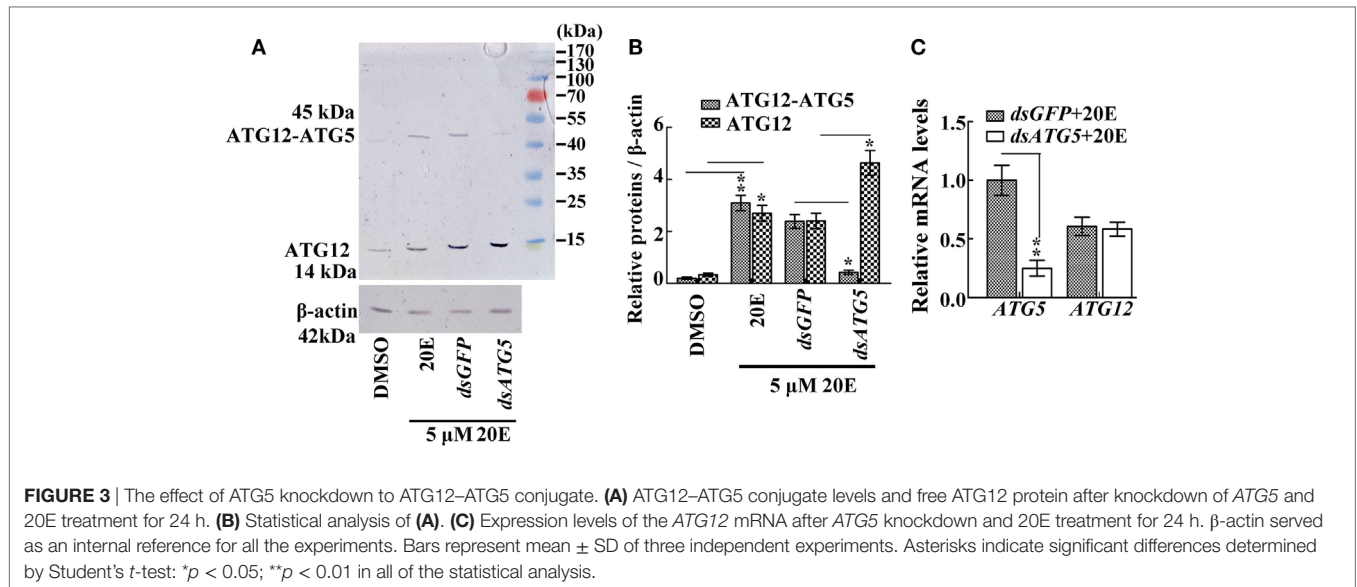 A
(kDa)
170
130
100
70
55
40
35
25
15
45 kDa
ATG12-ATG5
ATG12
14 kDa
β-actin
42kDa
DMSO
20E
dsGFP
dsATG5
5 μM 20E
B
ATG12-ATG5
ATG12
Relative proteins / β-actin
6
4
2
0
**
*
*
*
DMSO
20E
dsGFP
dsATG5
5 μM 20E
C
dsGFP+20E
dsATG5+20E
Relative mRNA levels
1.5
1.0
0.5
0.0
**
ATG5
ATG12
FIGURE 3 | The effect of ATG5 knockdown to ATG12–ATG5 conjugate. (A) ATG12–ATG5 conjugate levels and free ATG12 protein after knockdown of ATG5 and
20E treatment for 24 h. (B) Statistical analysis of (A). (C) Expression levels of the ATG12 mRNA after ATG5 knockdown and 20E treatment for 24 h. β-actin served
as an internal reference for all the experiments. Bars represent mean ± SD of three independent experiments. Asterisks indicate significant differences determined
by Student's t-test: *p < 0.05; **p < 0.01 in all of the statistical analysis.